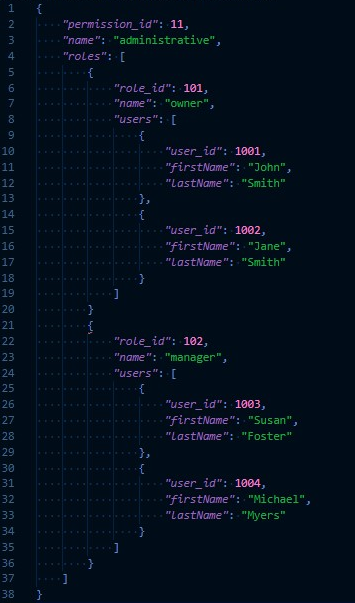 1 {
2     "permission_id": 11,
3     "name": "administrative",
4     "roles": [
5         {
6             "role_id": 101,
7             "name": "owner",
8             "users": [
9                 {
10                     "user_id": 1001,
11                     "firstName": "John",
12                     "lastName": "Smith"
13                 },
14                 {
15                     "user_id": 1002,
16                     "firstName": "Jane",
17                     "lastName": "Smith"
18                 }
19             ]
20         }
21         {
22             "role_id": 102,
23             "name": "manager",
24             "users": [
25                 {
26                     "user_id": 1003,
27                     "firstName": "Susan",
28                     "lastName": "Foster"
29                 },
30                 {
31                     "user_id": 1004,
32                     "firstName": "Michael",
33                     "lastName": "Myers"
34                 }
35             ]
36         }
37     ]
38 }